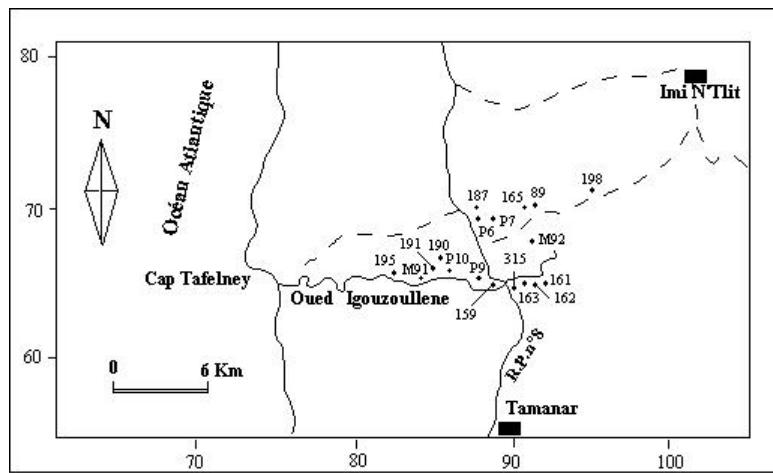 80
70
60
70
80
90
100
N
Océan Atlantique
Imi N'Tlit
198
187
165
89
P6
P7
M92
191
190
195
M91
P10
P9
315
161
Cap Tafelney
Oued Igouzoullene
159
163
162
R.P.n°8
0
6 Km
Tamanar